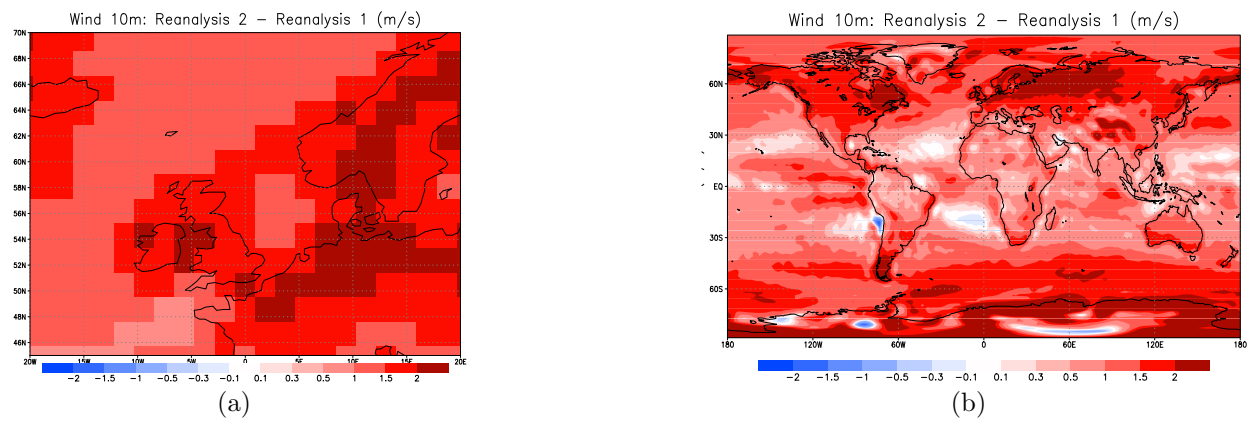 Wind 10m: Reanalysis 2 − Reanalysis 1 (m/s)
70N
68N
66N
64N
62N
60N
58N
56N
54N
52N
50N
48N
46N
20W 15W 10W 5W 0 5E 10E 15E 20E
−2 −1.5 −1 −0.5 −0.3 −0.1 0.1 0.3 0.5 1 1.5 2
(a)
Wind 10m: Reanalysis 2 − Reanalysis 1 (m/s)
60N
30N
EQ
30S
60S
180 120W 60W 0 60E 120E 180
−2 −1.5 −1 −0.5 −0.3 −0.1 0.1 0.3 0.5 1 1.5 2
(b)